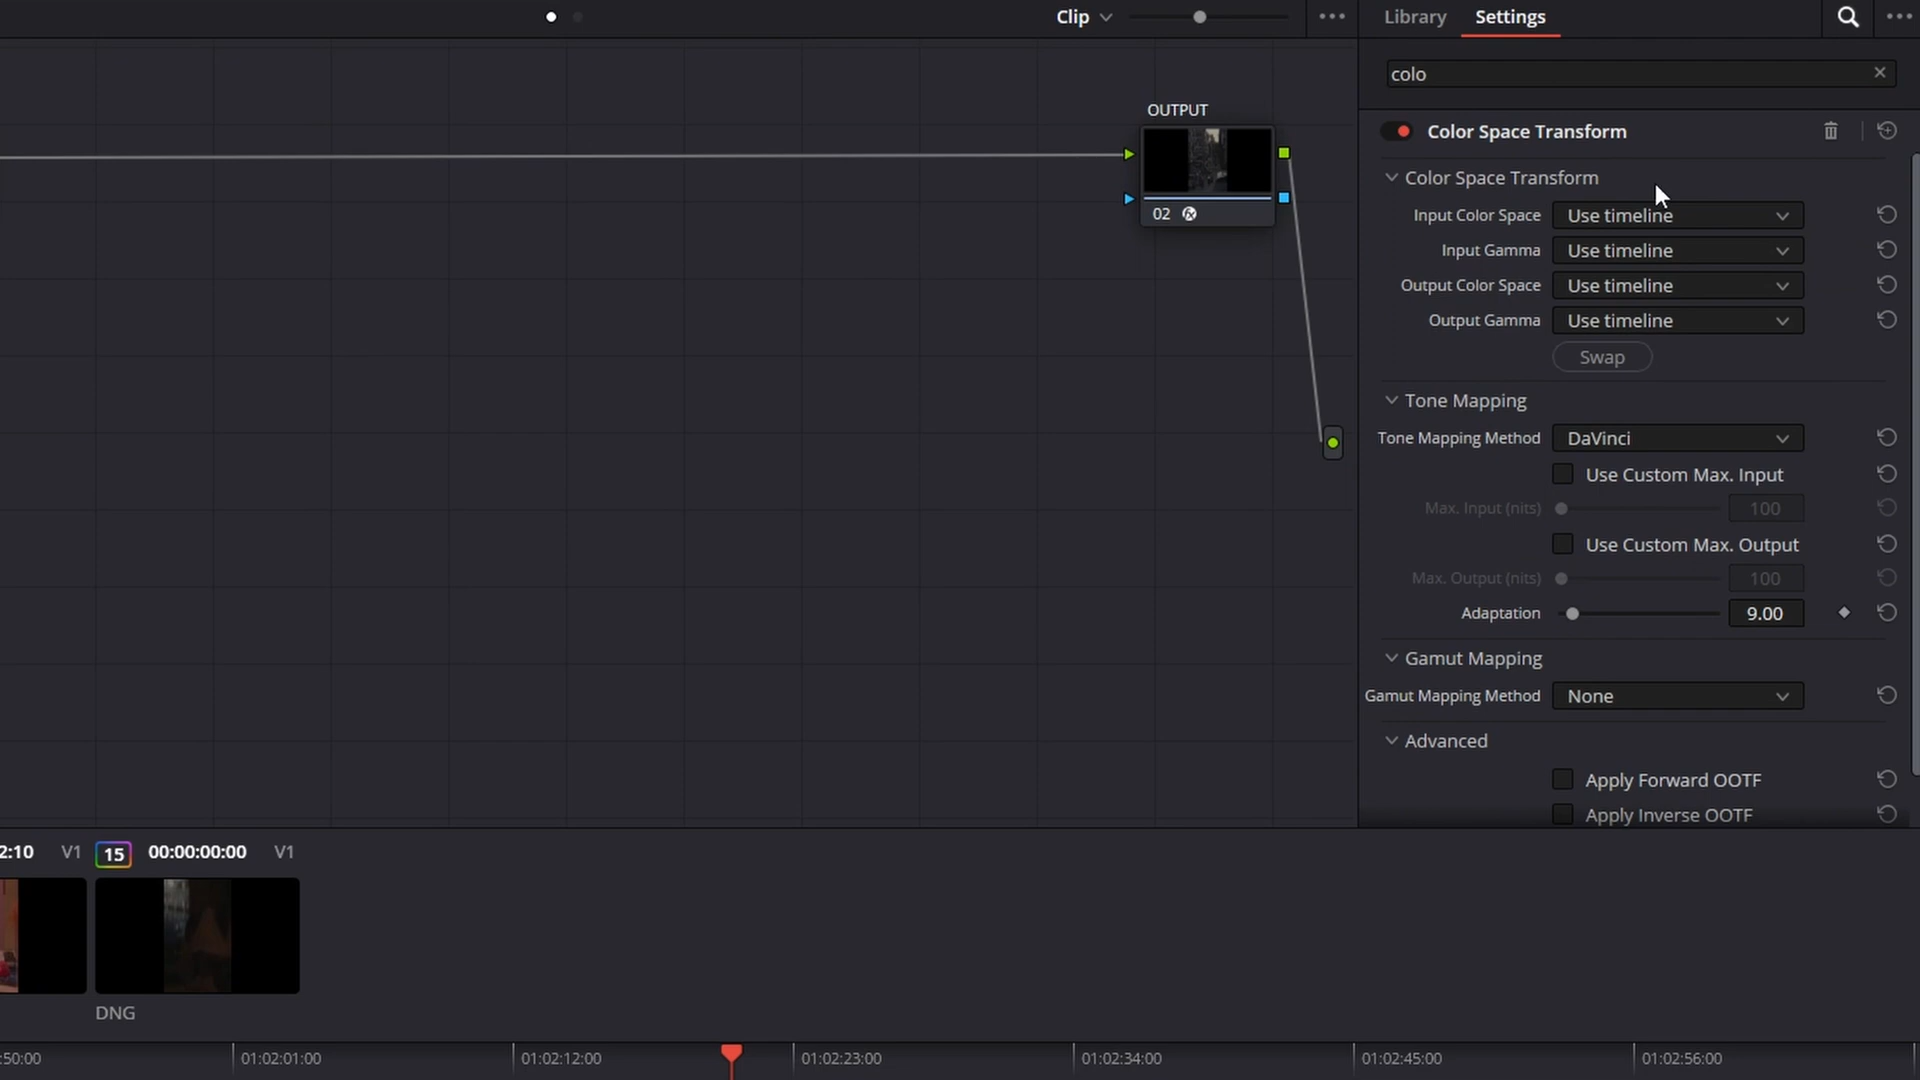 Clip
Library
Settings
colo
OUTPUT
02
Color Space Transform
Color Space Transform
Input Color Space
Use timeline
Input Gamma
Use timeline
Output Color Space
Use timeline
Output Gamma
Use timeline
Swap
Tone Mapping
Tone Mapping Method
DaVinci
Use Custom Max. Input
Max. Input (nits)
100
Use Custom Max. Output
Max. Output (nits)
100
Adaptation
9.00
Gamut Mapping
Gamut Mapping Method
None
Advanced
Apply Forward OOTF
Apply Inverse OOTF
2:10
V1
15
00:00:00:00
V1
DNG
:50:00
01:02:01:00
01:02:12:00
01:02:23:00
01:02:34:00
01:02:45:00
01:02:56:00